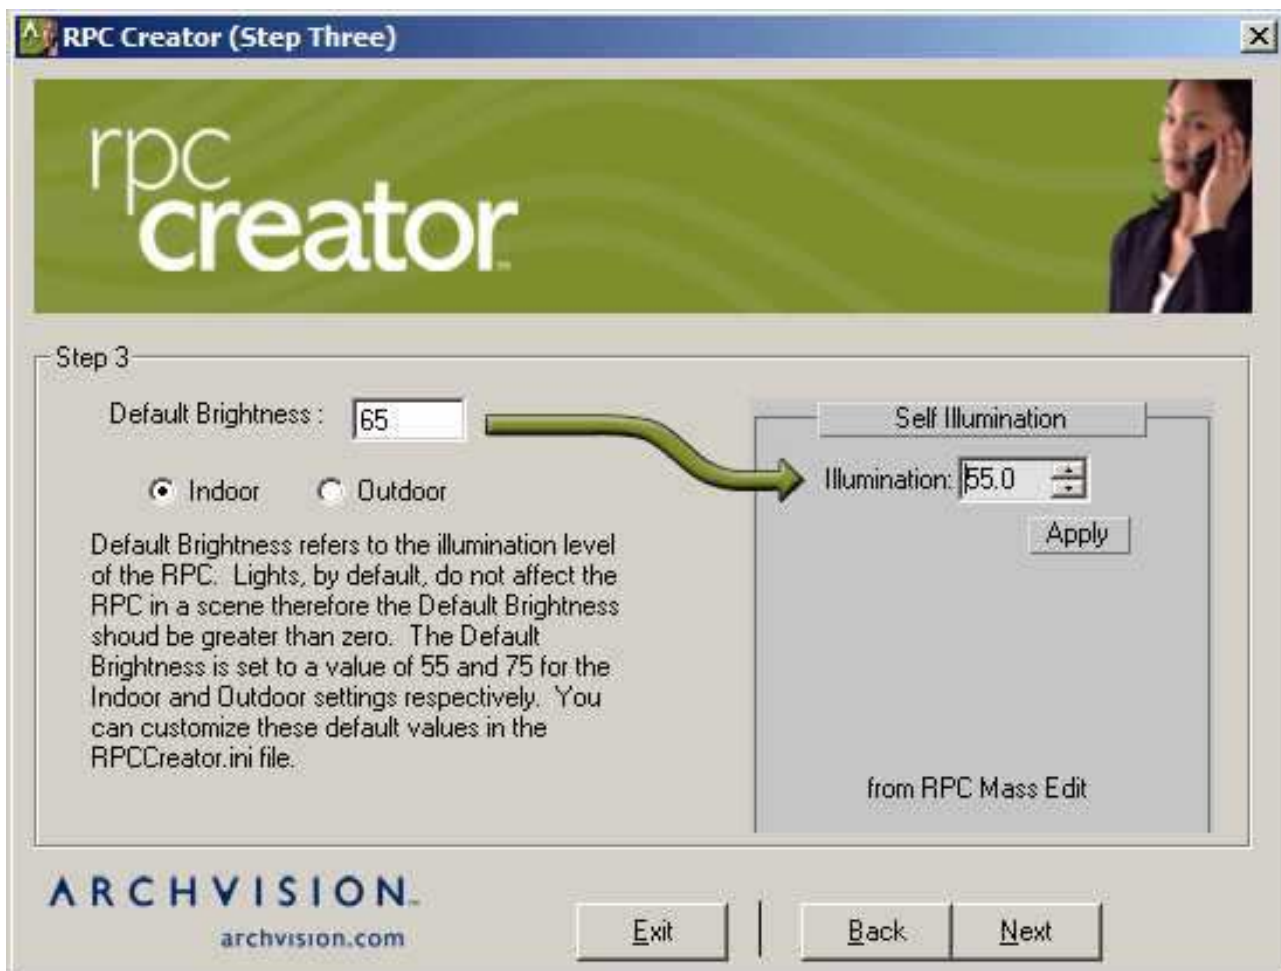 RPC Creator (Step Three)
rpc
creator
Step 3
Default Brightness :
65
Indoor
Outdoor
Default Brightness refers to the illumination level
of the RPC. Lights, by default, do not affect the
RPC in a scene therefore the Default Brightness
shoud be greater than zero. The Default
Brightness is set to a value of 55 and 75 for the
Indoor and Outdoor settings respectively. You
can customize these default values in the
RPCCreator.ini file.
Self Illumination
Illumination: 55.0
Apply
from RPC Mass Edit
ARCHVISION
archvision.com
Exit
Back
Next